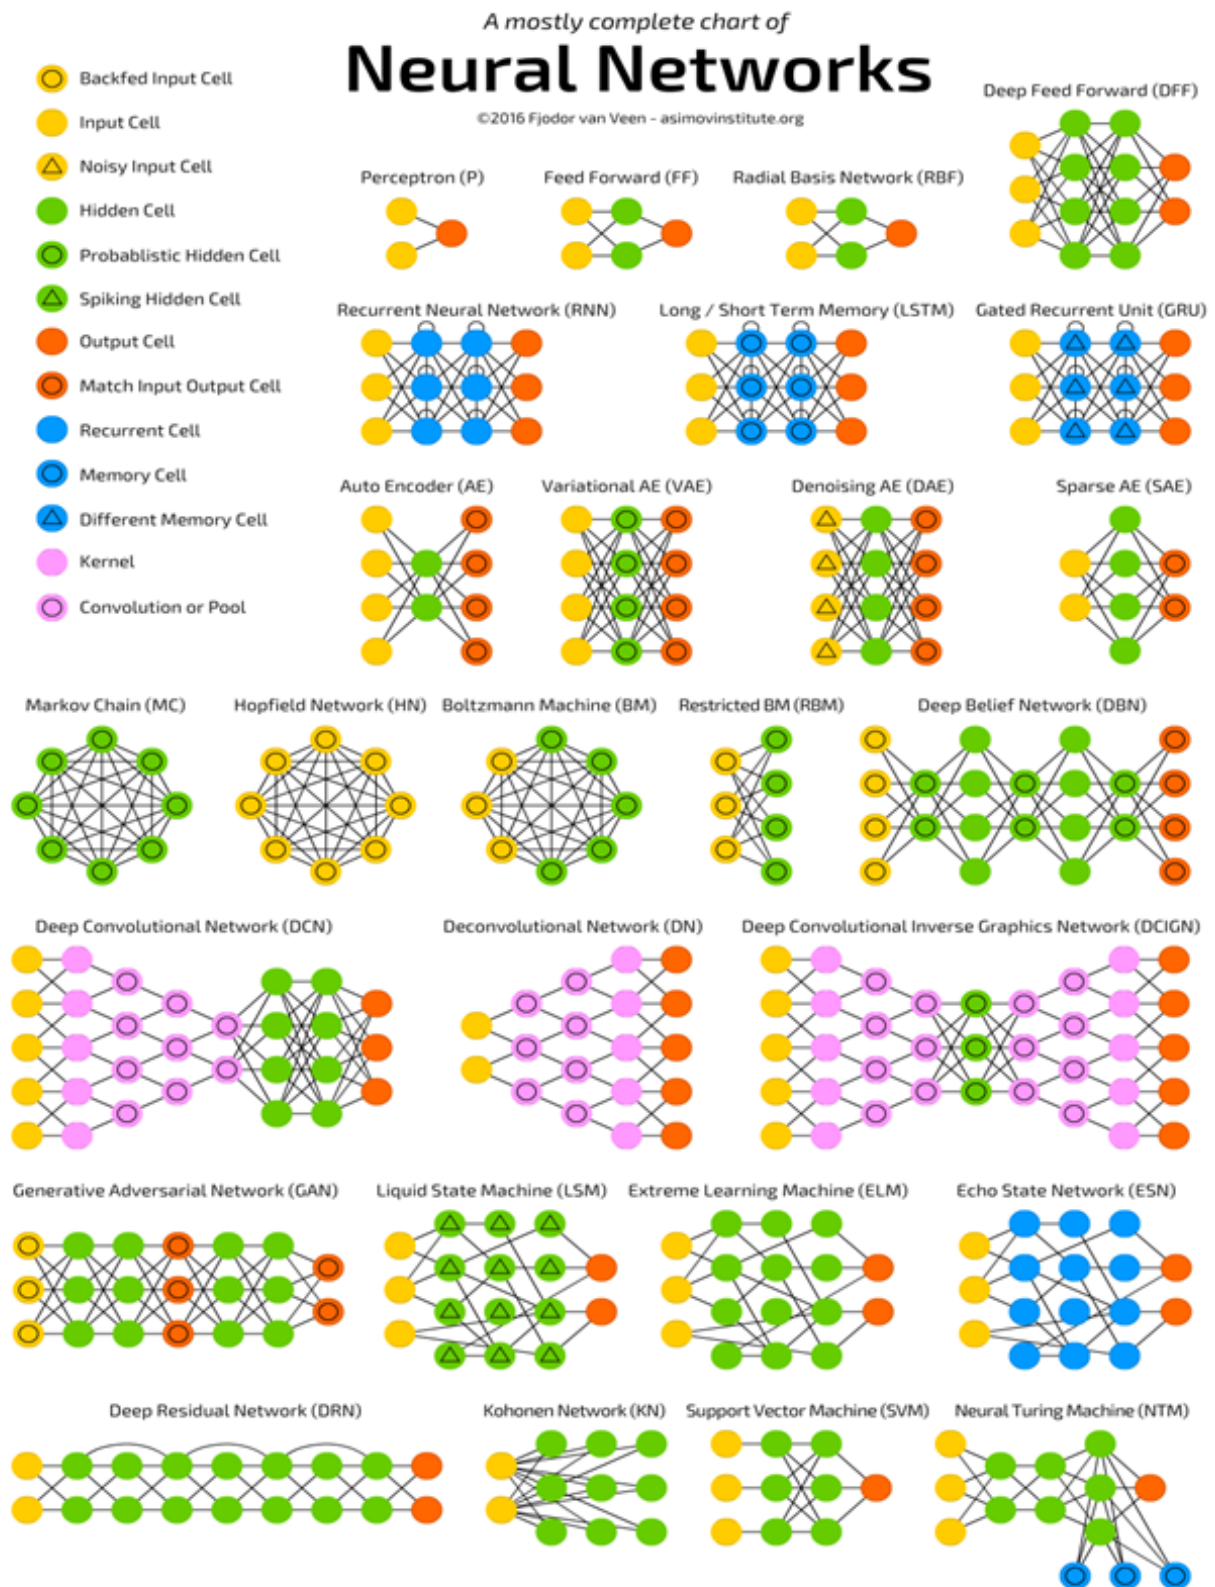 A mostly complete chart of
Neural Networks
©2016 Fjodor van Veen - asimovinstitute.org
Backfed Input Cell
Input Cell
Noisy Input Cell
Hidden Cell
Probablistic Hidden Cell
Spiking Hidden Cell
Output Cell
Match Input Output Cell
Recurrent Cell
Memory Cell
Different Memory Cell
Kernel
Convolution or Pool
Deep Feed Forward (DFF)
Perceptron (P)
Feed Forward (FF)
Radial Basis Network (RBF)
Recurrent Neural Network (RNN)
Long / Short Term Memory (LSTM)
Gated Recurrent Unit (GRU)
Auto Encoder (AE)
Variational AE (VAE)
Denoising AE (DAE)
Sparse AE (SAE)
Markov Chain (MC)
Hopfield Network (HN)
Boltzmann Machine (BM)
Restricted BM (RBM)
Deep Belief Network (DBN)
Deep Convolutional Network (DCN)
Deconvolutional Network (DN)
Deep Convolutional Inverse Graphics Network (DCIGN)
Generative Adversarial Network (GAN)
Liquid State Machine (LSM)
Extreme Learning Machine (ELM)
Echo State Network (ESN)
Deep Residual Network (DRN)
Kohonen Network (KN)
Support Vector Machine (SVM)
Neural Turing Machine (NTM)